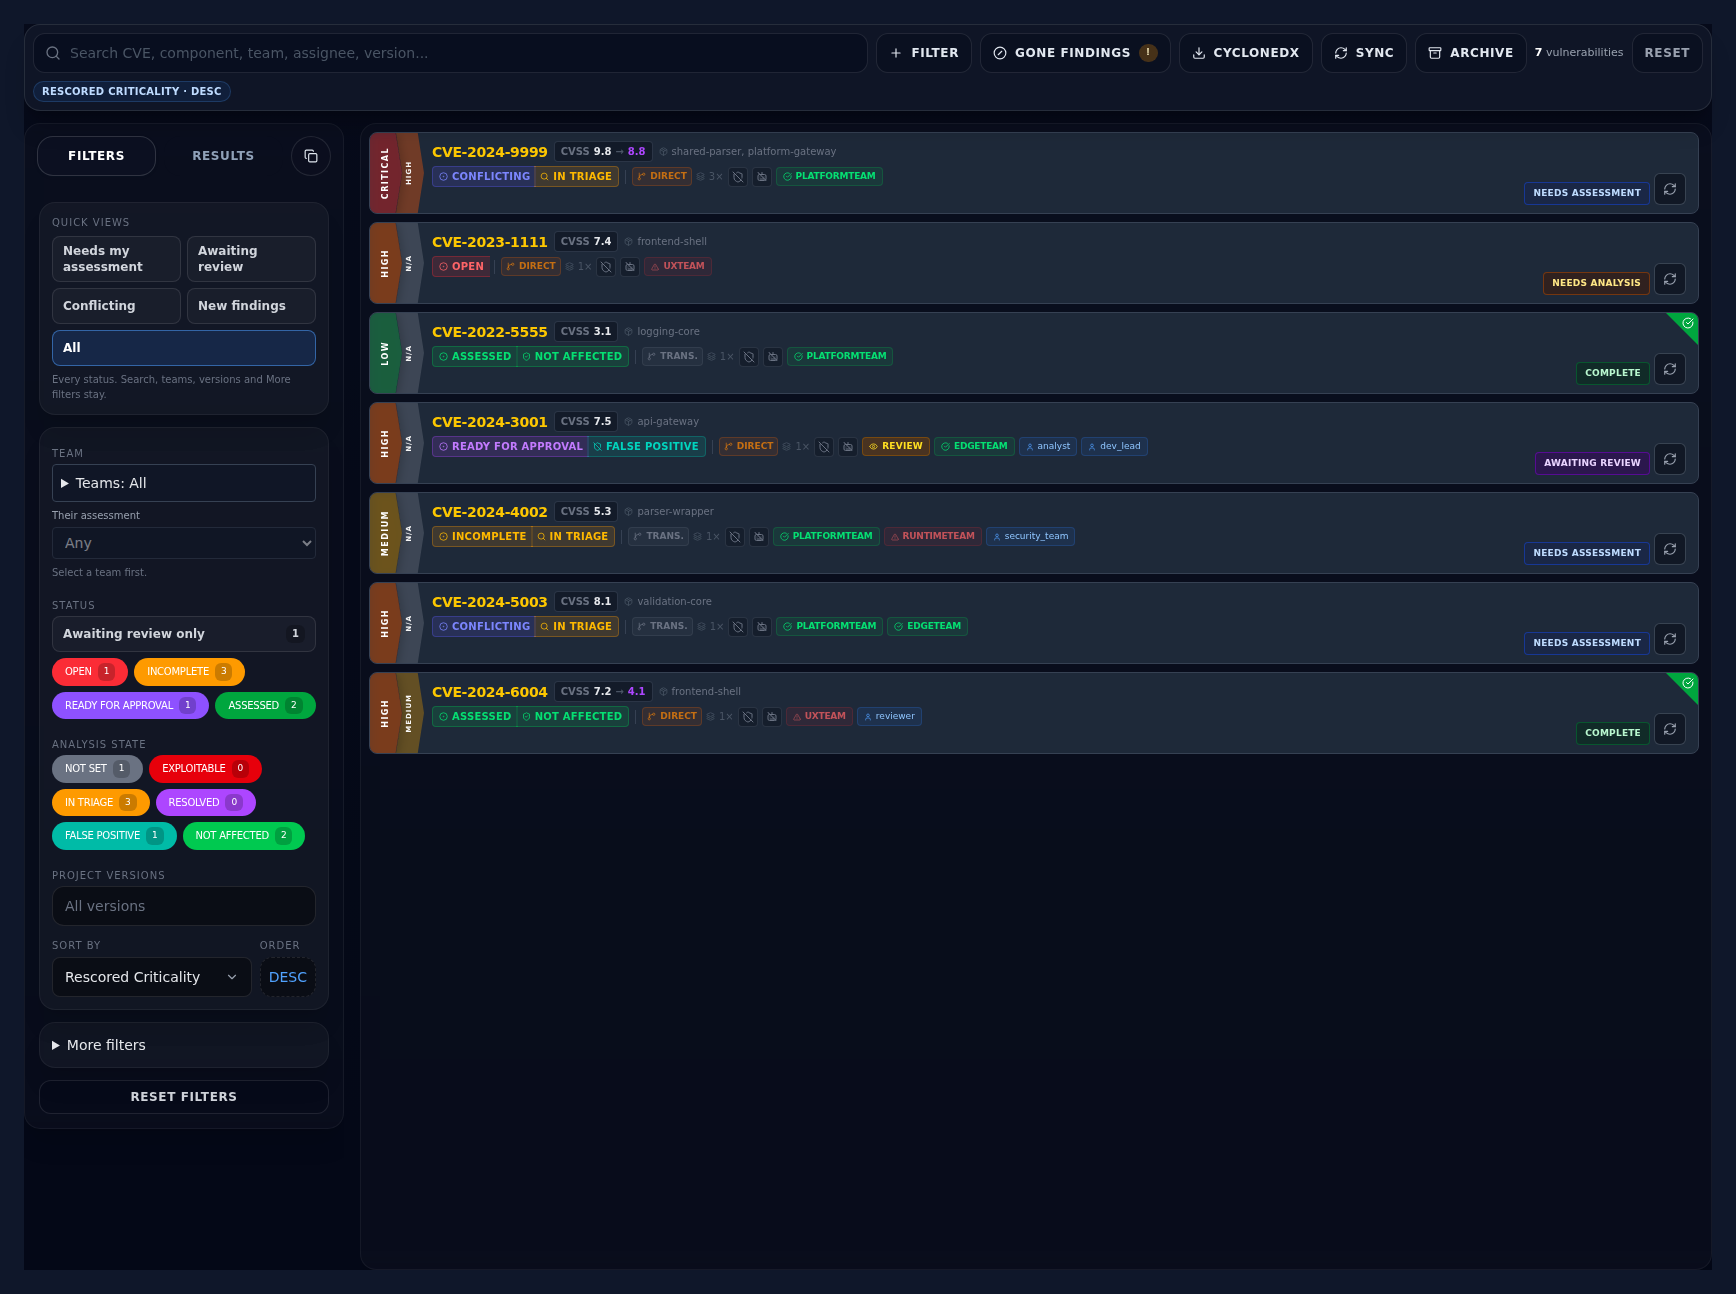 Search CVE, component, team, assignee, version...
FILTER
GONE FINDINGS !
CYCLONEDX
SYNC
ARCHIVE
7 vulnerabilities
RESET
RESCORED CRITICALITY · DESC
FILTERS
RESULTS
QUICK VIEWS
Needs my
assessment
Awaiting
review
Conflicting
New findings
All
Every status. Search, teams, versions and More
filters stay.
TEAM
▶ Teams: All
Their assessment
Any
Select a team first.
STATUS
Awaiting review only 1
OPEN 1
INCOMPLETE 3
READY FOR APPROVAL 1
ASSESSED 2
ANALYSIS STATE
NOT SET 1
EXPLOITABLE 0
IN TRIAGE 3
RESOLVED 0
FALSE POSITIVE 1
NOT AFFECTED 2
PROJECT VERSIONS
All versions
SORT BY
ORDER
Rescored Criticality
DESC
▶ More filters
RESET FILTERS
CRITICAL
HIGH
CVE-2024-9999 CVSS 9.8 → 8.8 shared-parser, platform-gateway
CONFLICTING IN TRIAGE DIRECT 3× PLATFORMTEAM
NEEDS ASSESSMENT
HIGH
N/A
CVE-2023-1111 CVSS 7.4 frontend-shell
OPEN DIRECT 1× UXTEAM
NEEDS ANALYSIS
LOW
N/A
CVE-2022-5555 CVSS 3.1 logging-core
ASSESSED NOT AFFECTED TRANS. 1× PLATFORMTEAM
COMPLETE
HIGH
N/A
CVE-2024-3001 CVSS 7.5 api-gateway
READY FOR APPROVAL FALSE POSITIVE DIRECT 1× REVIEW EDGETEAM analyst dev_lead
AWAITING REVIEW
MEDIUM
N/A
CVE-2024-4002 CVSS 5.3 parser-wrapper
INCOMPLETE IN TRIAGE TRANS. 1× PLATFORMTEAM RUNTIMETEAM security_team
NEEDS ASSESSMENT
HIGH
N/A
CVE-2024-5003 CVSS 8.1 validation-core
CONFLICTING IN TRIAGE TRANS. 1× PLATFORMTEAM EDGETEAM
NEEDS ASSESSMENT
HIGH
MEDIUM
CVE-2024-6004 CVSS 7.2 → 4.1 frontend-shell
ASSESSED NOT AFFECTED DIRECT 1× UXTEAM reviewer
COMPLETE